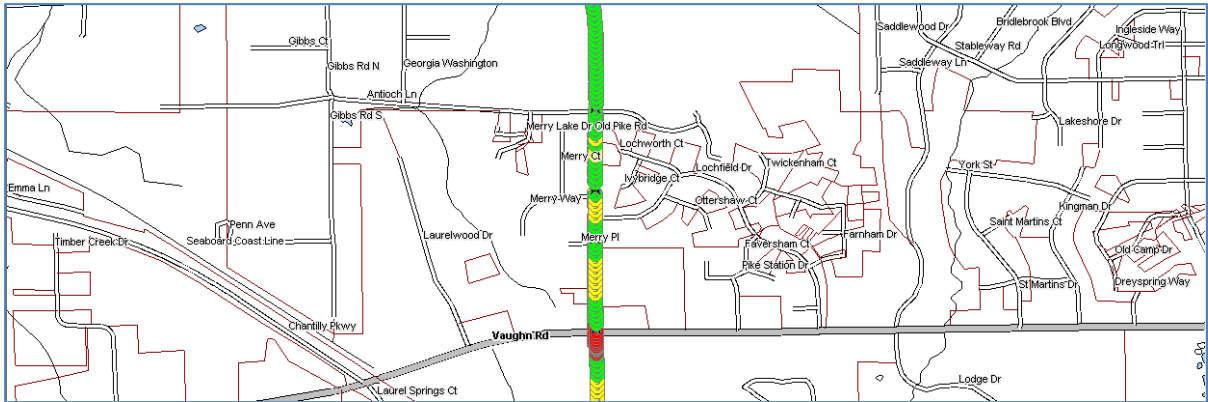 Saddlewood Dr
Bridlebrook Blvd
Ingleside Way
Gibbs Ct
Stableway Rd
Longwood Trl
Gibbs Rd N
Georgia Washington
Saddleway Ln
Antioch Ln
Gibbs Rd S
Merry Lake Dr
Old Pike Rd
Lakeshore Dr
Lochworth Ct
Merry Ct
Lochfield Dr
Twickenham Ct
York St
Ivybridge Ct
Emma Ln
Merry Way
Ottershaw Ct
Kingman Dr
Penn Ave
Saint Martins Ct
Laurelwood Dr
Merry Pl
Farnham Dr
Timber Creek Dr
Seaboard Coast Line
Faversham Ct
Old Camp Dr
Pike Station Dr
St Martins Dr
Dreyspring Way
Chantilly Pkwy
Vaughn Rd
Lodge Dr
Laurel Springs Ct